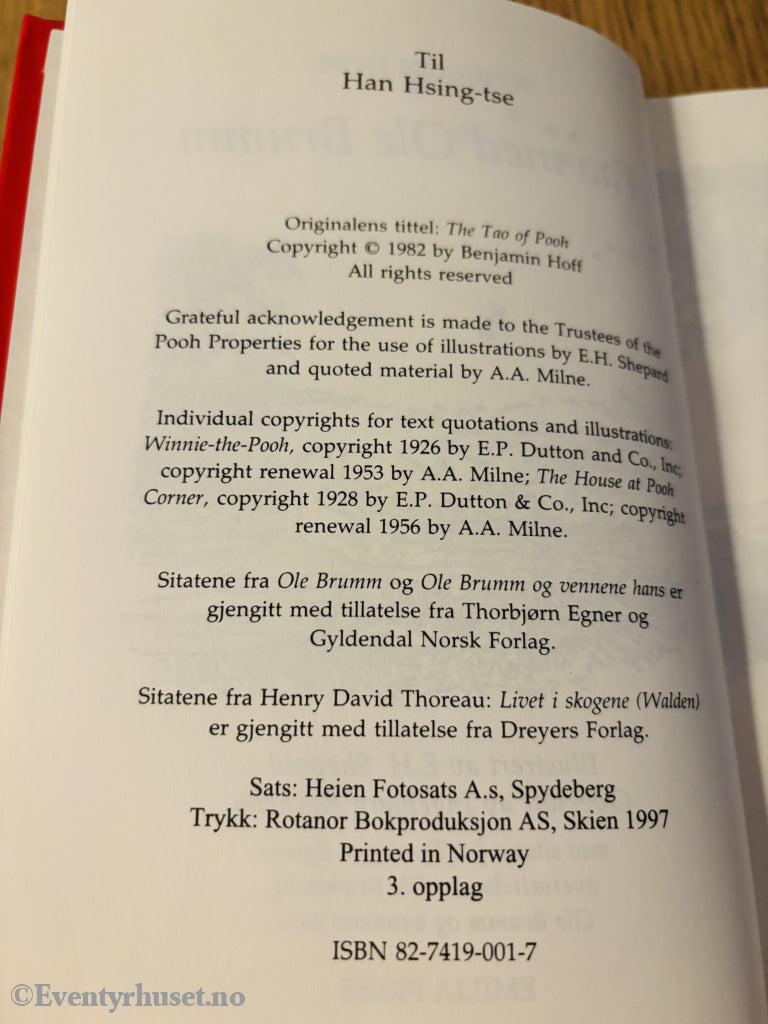 Til
Han Hsing-tse
Originalens tittel: The Tao of Pooh
Copyright © 1982 by Benjamin Hoff
All rights reserved
Grateful acknowledgement is made to the Trustees of the
Pooh Properties for the use of illustrations by E.H. Shepard
and quoted material by A.A. Milne.
Individual copyrights for text quotations and illustrations:
Winnie-the-Pooh, copyright 1926 by E.P. Dutton and Co., Inc;
copyright renewal 1953 by A.A. Milne; The House at Pooh
Corner, copyright 1928 by E.P. Dutton & Co., Inc; copyright
renewal 1956 by A.A. Milne.
Sitatene fra Ole Brumm og Ole Brumm og vennene hans er
gjengitt med tillatelse fra Thorbjørn Egner og
Gyldendal Norsk Forlag.
Sitatene fra Henry David Thoreau: Livet i skogene (Walden)
er gjengitt med tillatelse fra Dreyers Forlag.
Sats: Heien Fotosats A.s, Spydeberg
Trykk: Rotanor Bokproduksjon AS, Skien 1997
Printed in Norway
3. opplag
ISBN 82-7419-001-7
©Eventyrhuset.no